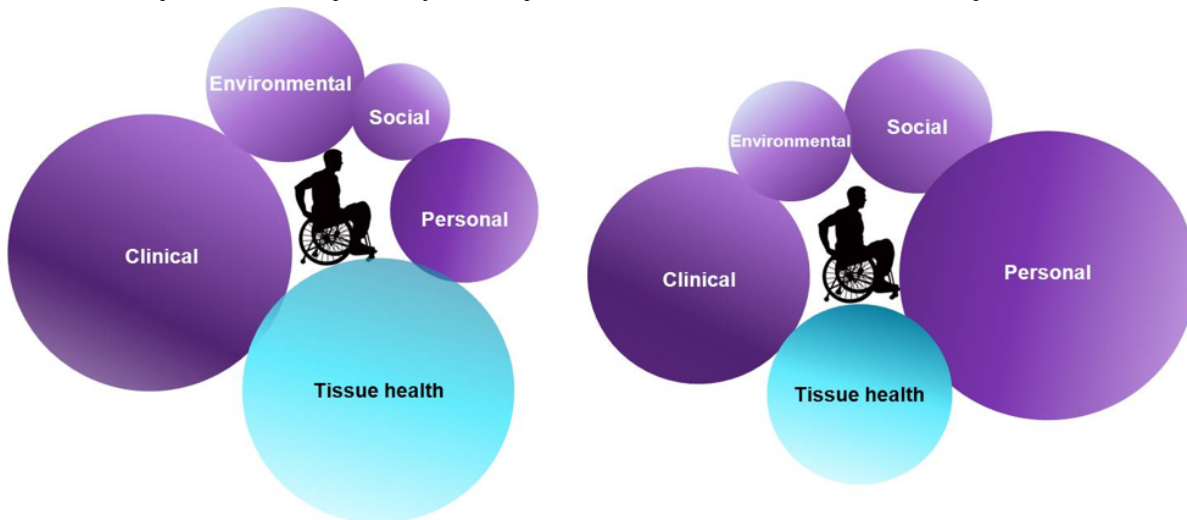 Environmental
Social
Personal
Clinical
Tissue health
Social
Environmental
Clinical
Personal
Tissue health